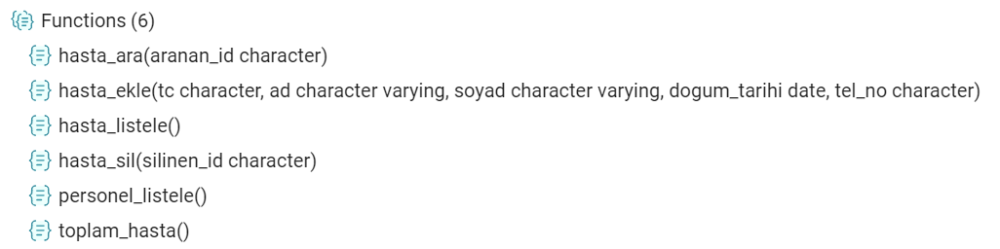 Functions (6)
hasta_ara(aranan_id character)
hasta_ekle(tc character, ad character varying, soyad character varying, dogum_tarihi date, tel_no character)
hasta_listele()
hasta_sil(silinen_id character)
personel_listele()
toplam_hasta()